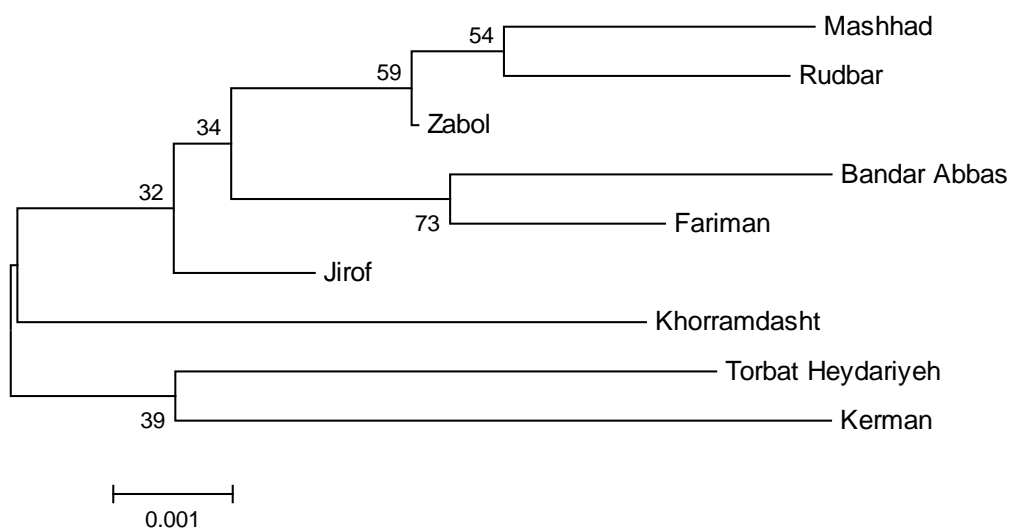 54
Mashhad
Rudbar
59
Zabol
34
Bandar Abbas
32
73
Fariman
Jirof
Khorramdasht
Torbat Heydariyeh
39
Kerman
0.001